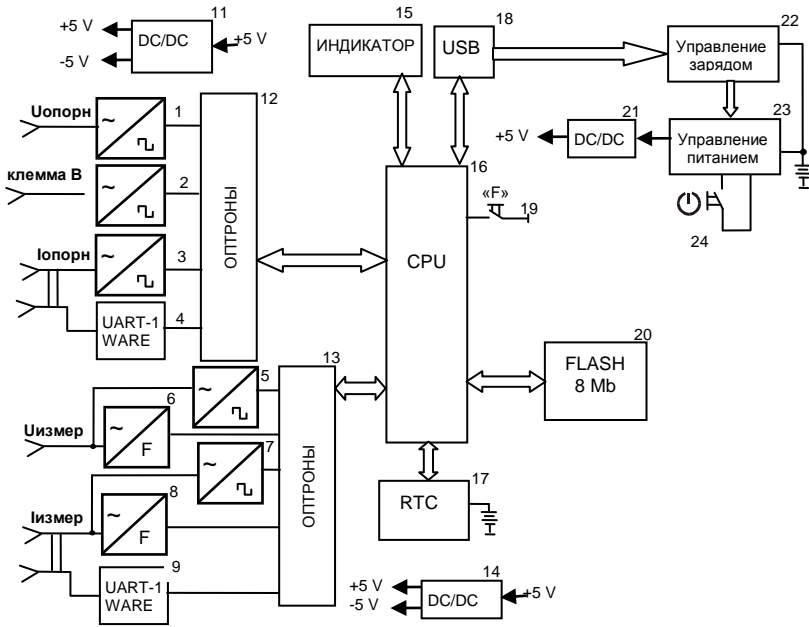 11
+5 V
DC/DC
+5 V
-5 V
15
ИНДИКАТОР
18
USB
22
Управление
зарядом
12
Uопорн
~
1
клемма В
~
2
Iопорн
~
3
UART-1
WARE
4
ОПТРОНЫ
16
CPU
«F»
19
21
+5 V
DC/DC
23
Управление
питанием
24
20
FLASH
8 Mb
13
~
5
6
Uизмер
~
F
~
7
8
Iизмер
~
F
9
UART-1
WARE
ОПТРОНЫ
17
RTC
14
+5 V
-5 V
DC/DC
+5 V